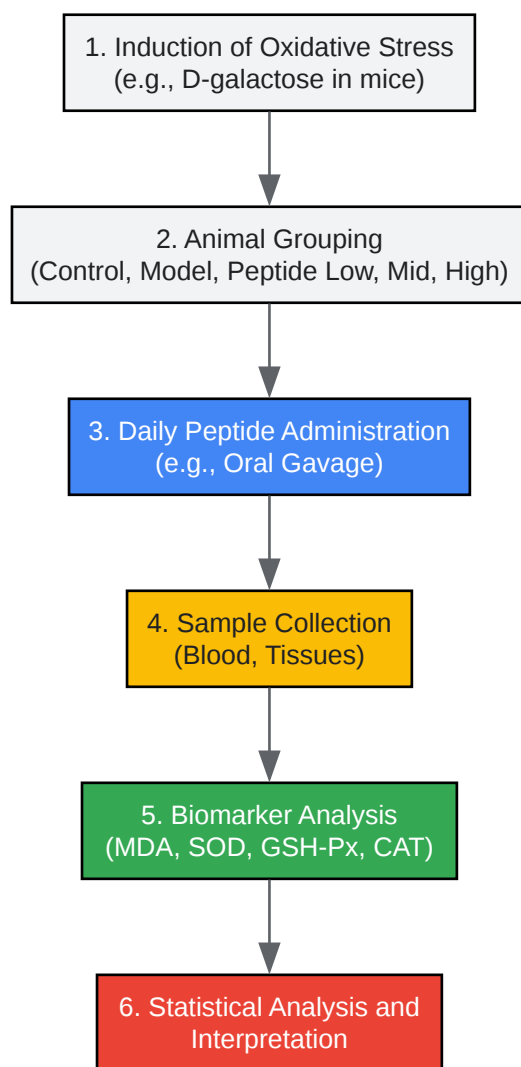 1. Induction of Oxidative Stress
(e.g., D-galactose in mice)
2. Animal Grouping
(Control, Model, Peptide Low, Mid, High)
3. Daily Peptide Administration
(e.g., Oral Gavage)
4. Sample Collection
(Blood, Tissues)
5. Biomarker Analysis
(MDA, SOD, GSH-Px, CAT)
6. Statistical Analysis and
Interpretation